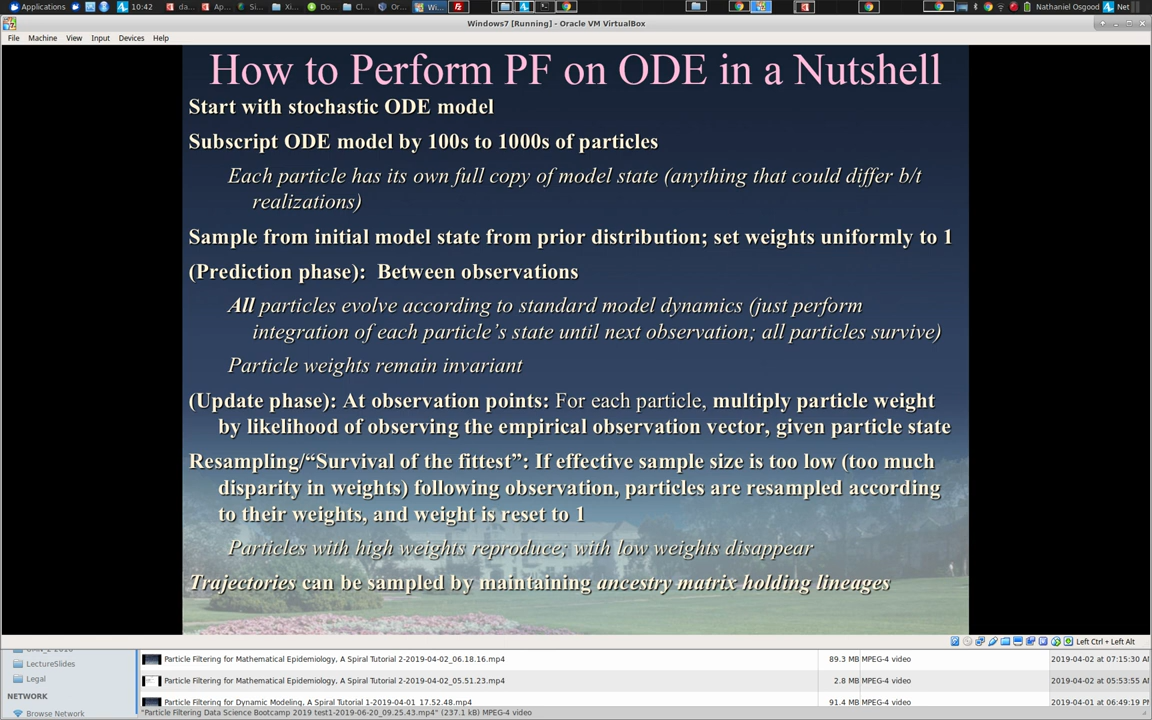 Applications
10:42
da...
Ap...
Si...
Xi...
Do...
Cl...
Or...
Wi...
Nathaniel Osgood
Net
Windows7 [Running] - Oracle VM VirtualBox
File Machine View Input Devices Help
How to Perform PF on ODE in a Nutshell
Start with stochastic ODE model
Subscript ODE model by 100s to 1000s of particles
Each particle has its own full copy of model state (anything that could differ b/t
realizations)
Sample from initial model state from prior distribution; set weights uniformly to 1
(Prediction phase): Between observations
All particles evolve according to standard model dynamics (just perform
integration of each particle's state until next observation; all particles survive)
Particle weights remain invariant
(Update phase): At observation points: For each particle, multiply particle weight
by likelihood of observing the empirical observation vector, given particle state
Resampling/“Survival of the fittest”: If effective sample size is too low (too much
disparity in weights) following observation, particles are resampled according
to their weights, and weight is reset to 1
Particles with high weights reproduce; with low weights disappear
Trajectories can be sampled by maintaining ancestry matrix holding lineages
Left Ctrl + Left Alt
LectureSlides
Legal
NETWORK
Browse Network
Particle Filtering for Mathematical Epidemiology, A Spiral Tutorial 2-2019-04-02_06.18.16.mp4 89.3 MB MPEG-4 video 2019-04-02 at 07:15:30 AM
Particle Filtering for Mathematical Epidemiology, A Spiral Tutorial 2-2019-04-02_05.51.23.mp4 2.8 MB MPEG-4 video 2019-04-02 at 05:53:55 AM
Particle Filtering for Dynamic Modeling, A Spiral Tutorial 1-2019-04-01_17.52.48.mp4 91.4 MB MPEG-4 video 2019-04-01 at 06:49:19 PM
"Particle Filtering Data Science Bootcamp 2019 test1-2019-06-20_09.25.43.mp4" (237.1 kB) MPEG-4 video